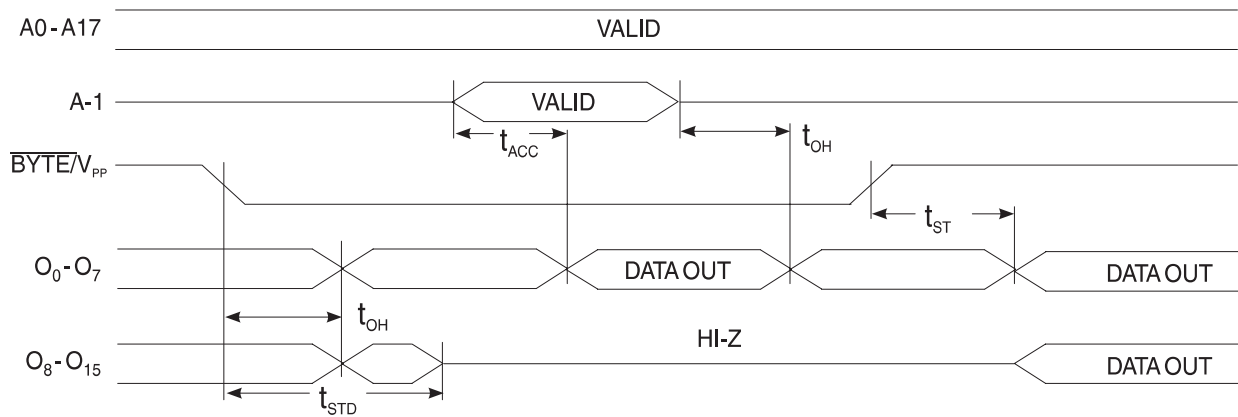 A0-A17 VALID
A-1 VALID
tACC tOH
BYTE/VPP
tST
O0-O7 DATA OUT DATA OUT
tOH
O8-O15 HI-Z DATA OUT
tSTD